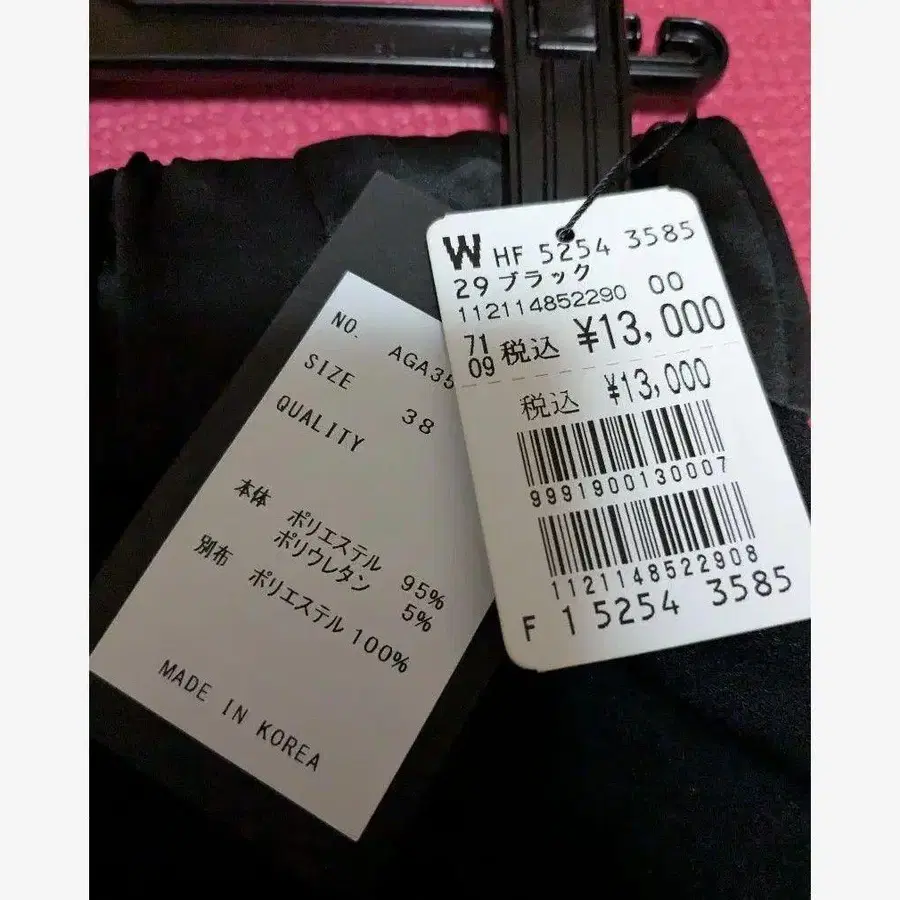 W HF 5254 3585
29 ブラック
112114852290 00
71
09 税込 ¥13,000
税込 ¥13,000
9991900130007
1121148522908
F 1 5254 3585
NO. AGA35
SIZE 38
QUALITY
本体 ポリエステル 95%
ポリウレタン 5%
別布 ポリエステル 100%
MADE IN KOREA